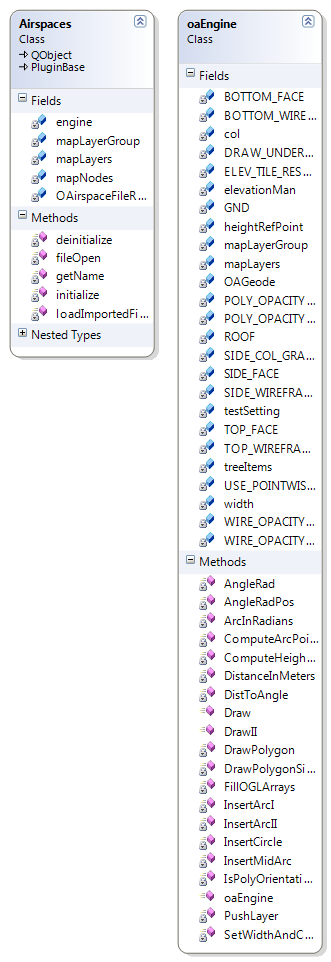 Airspaces
Class
QObject
PluginBase
Fields
engine
mapLayerGroup
mapLayers
mapNodes
OAirspaceFileR...
Methods
deinitialize
fileOpen
getName
initialize
loadImportedFi...
Nested Types
oaEngine
Class
Fields
BOTTOM_FACE
BOTTOM_WIRE...
col
DRAW_UNDER...
ELEV_TILE_RES...
elevationMan
GND
heightRefPoint
mapLayerGroup
mapLayers
OAGeode
POLY_OPACITY...
POLY_OPACITY...
ROOF
SIDE_COL_GRA...
SIDE_FACE
SIDE_WIREFRA...
testSetting
TOP_FACE
TOP_WIREFRA...
treeItems
USE_POINTWIS...
width
WIRE_OPACITY...
WIRE_OPACITY...
Methods
AngleRad
AngleRadPos
ArcInRadians
ComputeArcPoi...
ComputeHeigh...
DistanceInMeters
DistToAngle
Draw
DrawII
DrawPolygon
DrawPolygonSi...
FillOGLArrays
InsertArcI
InsertArcII
InsertCircle
InsertMidArc
IsPolyOrientati...
oaEngine
PushLayer
SetWidthAndC...